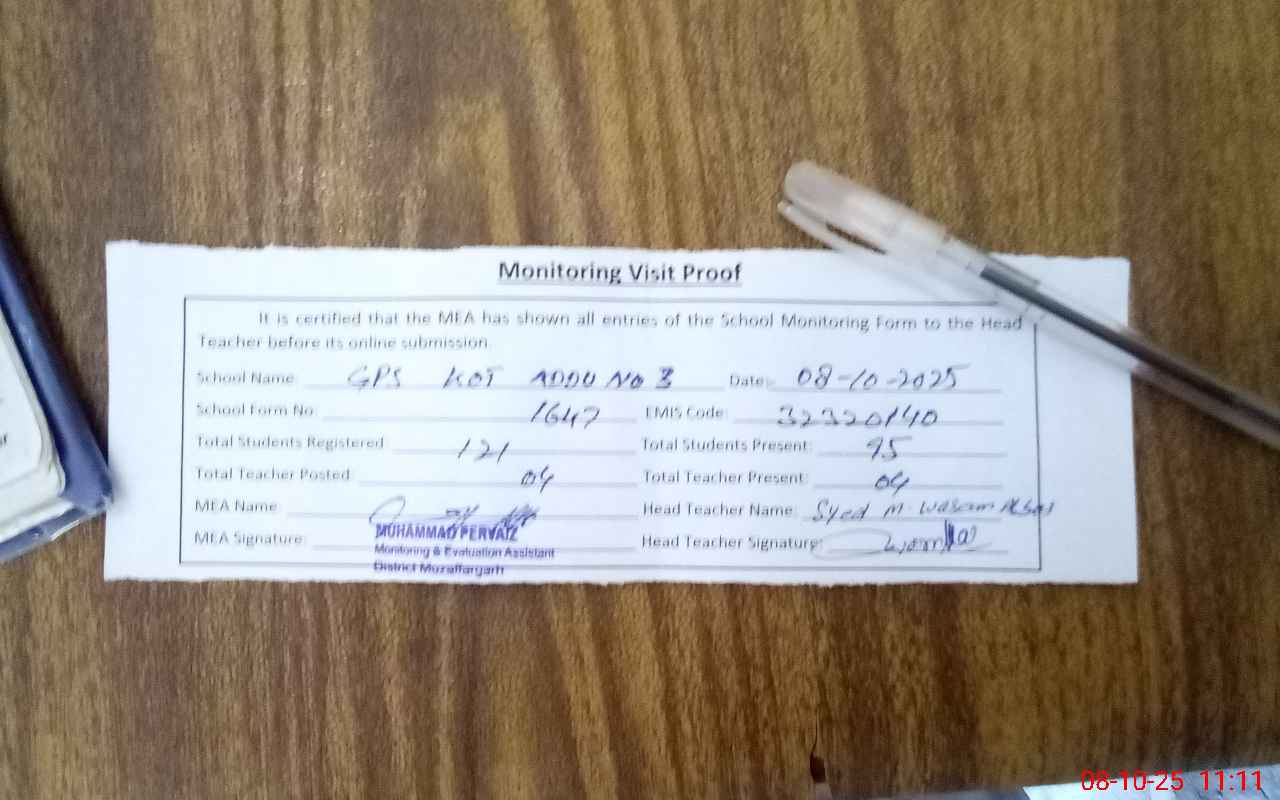 Monitoring Visit Proof
It is certified that the MEA has shown all entries of the School Monitoring Form to the Head
Teacher before its online submission.
School Name: GPS KOT ADDU No 3 Date: 08-10-2025
School Form No: 1647 EMIS Code: 32320140
Total Students Registered: 121 Total Students Present: 95
Total Teacher Posted: 04 Total Teacher Present: 04
MEA Name: Head Teacher Name: Syed M. Waseem
MUHAMMAD PERVAIZ
MEA Signature: Head Teacher Signature:
Monitoring & Evaluation Assistant
District Muzaffargarh
08-10-25 11:11